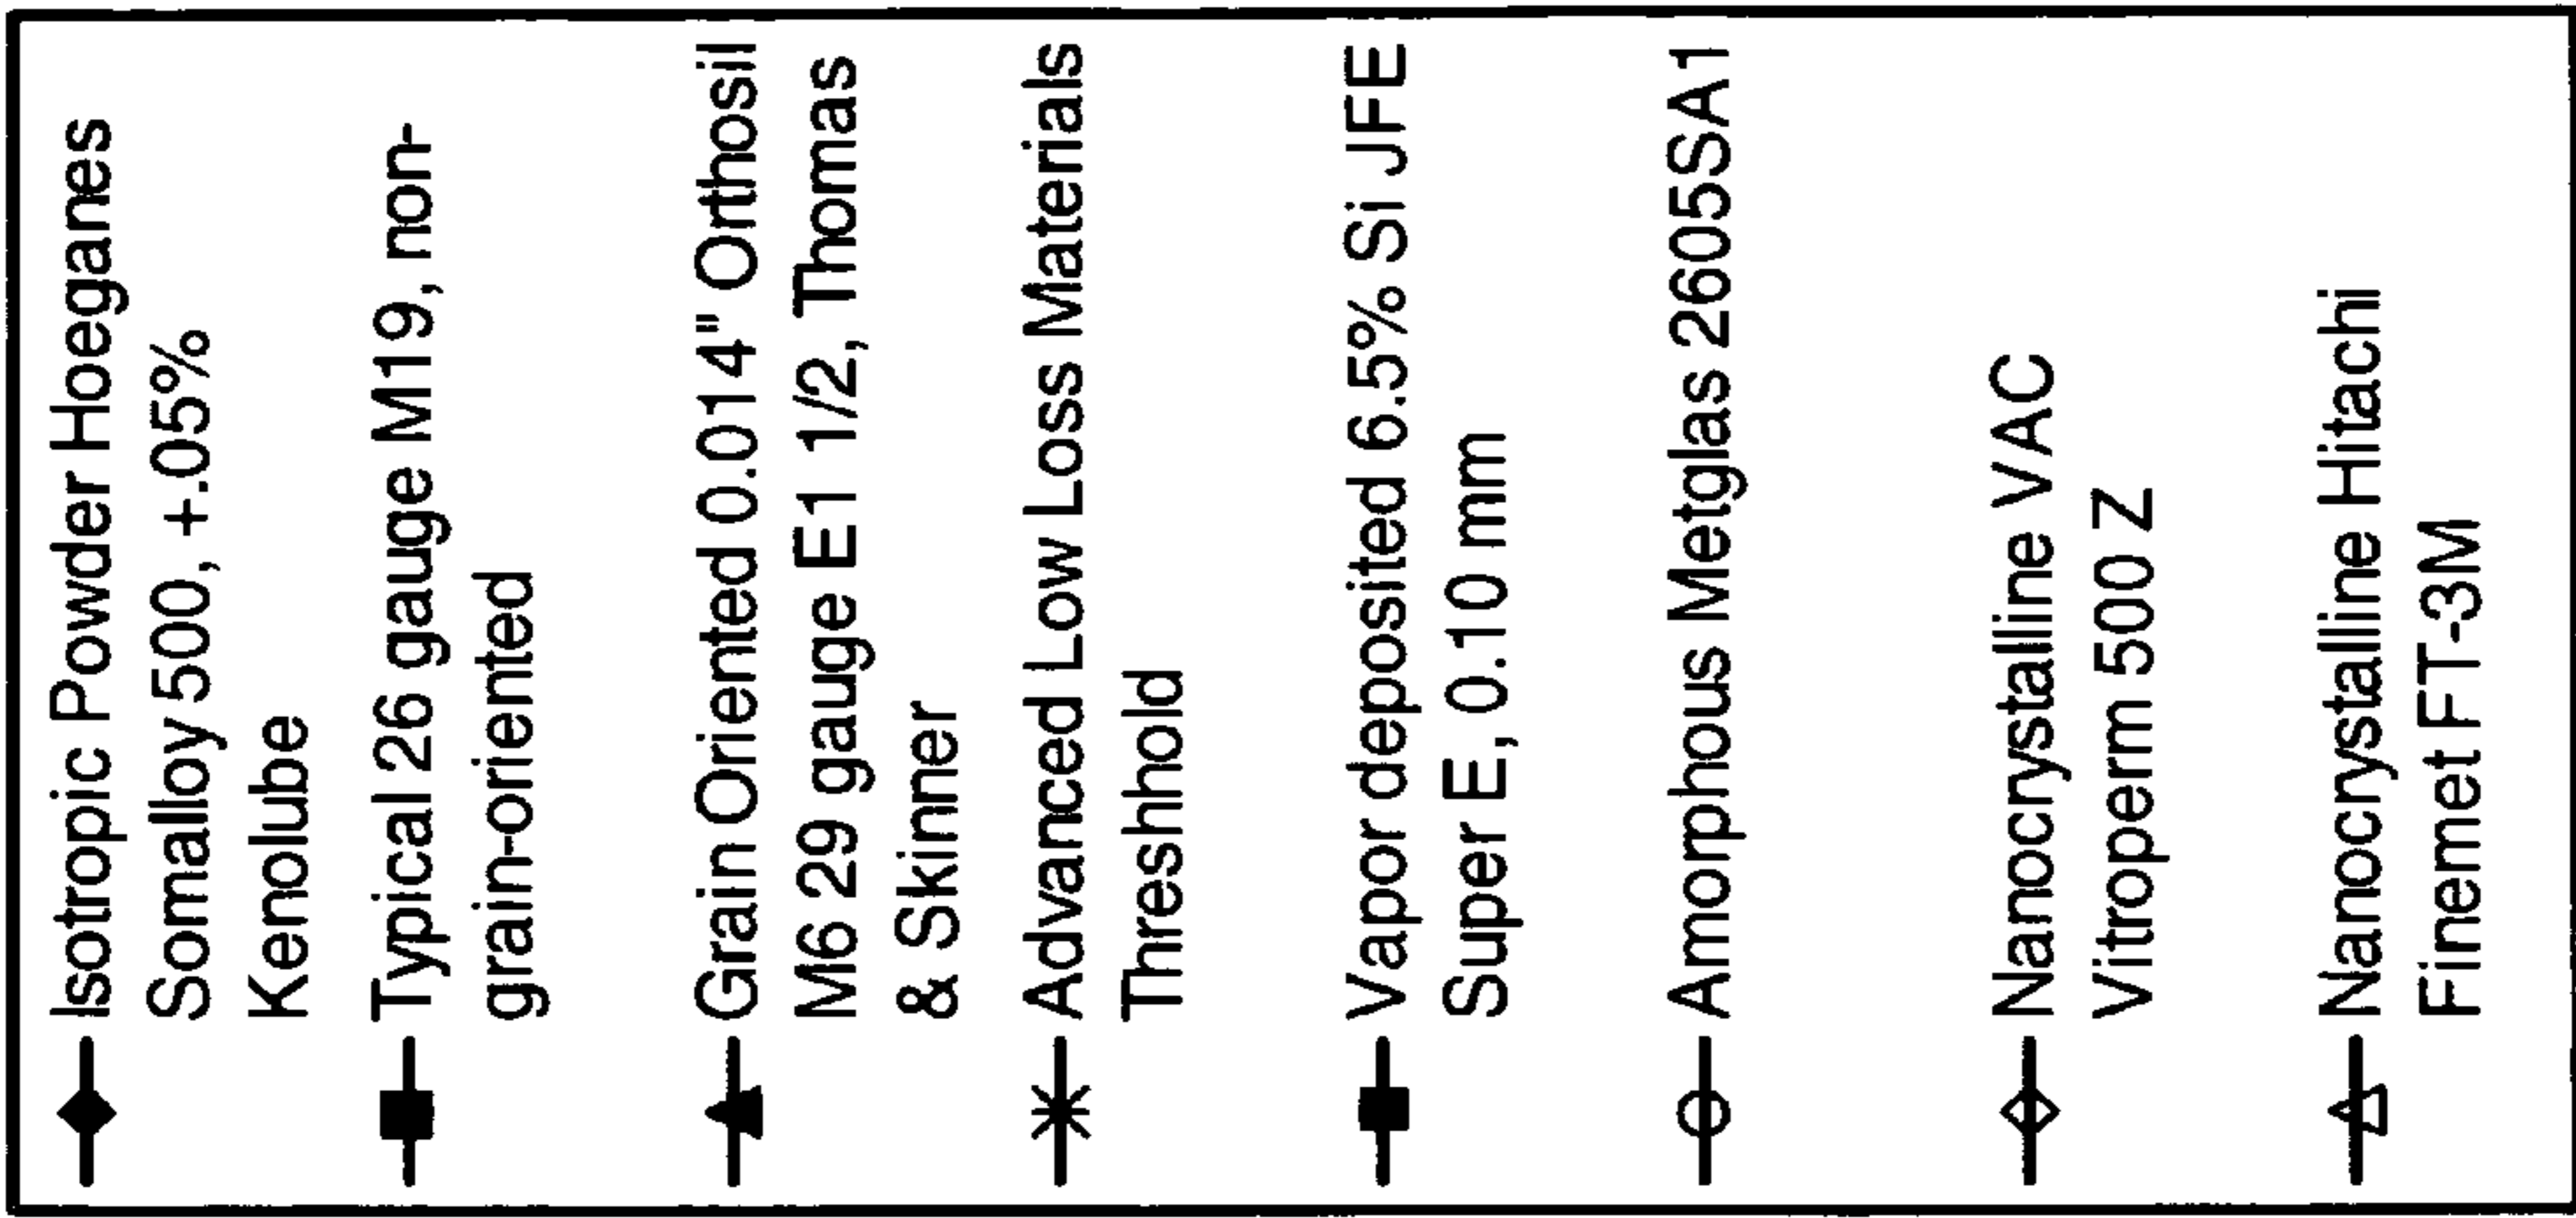 Isotropic Powder Hoeganes
Somalloy 500, +.05%
Kenolube
Typical 26 gauge M19, non-
grain-oriented
Grain Oriented 0.014" Orthosil
M6 29 gauge E1 1/2, Thomas
& Skinner
Advanced Low Loss Materials
Threshhold
Vapor deposited 6.5% Si JFE
Super E, 0.10 mm
Amorphous Metglas 2605SA1
Nanocrystalline VAC
Vitroperm 500 Z
Nanocrystalline Hitachi
Finemet FT-3M